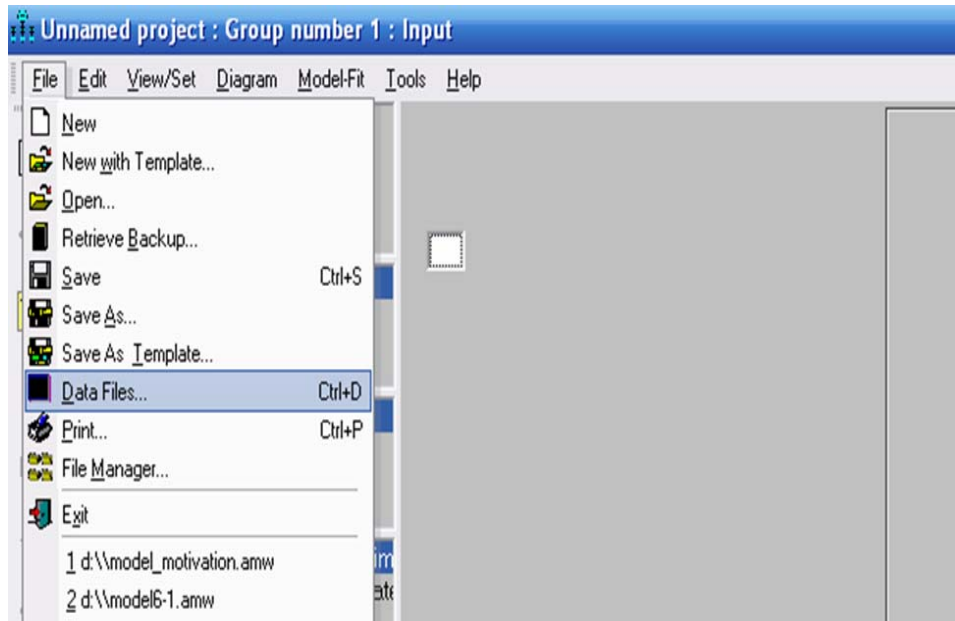 Unnamed project : Group number 1 : Input
File Edit View/Set Diagram Model-Fit Tools Help
New
New with Template...
Open...
Retrieve Backup...
Save Ctrl+S
Save As...
Save As Template...
Data Files... Ctrl+D
Print... Ctrl+P
File Manager...
Exit
1 d:\\model_motivation.amw
2 d:\\model6-1.amw